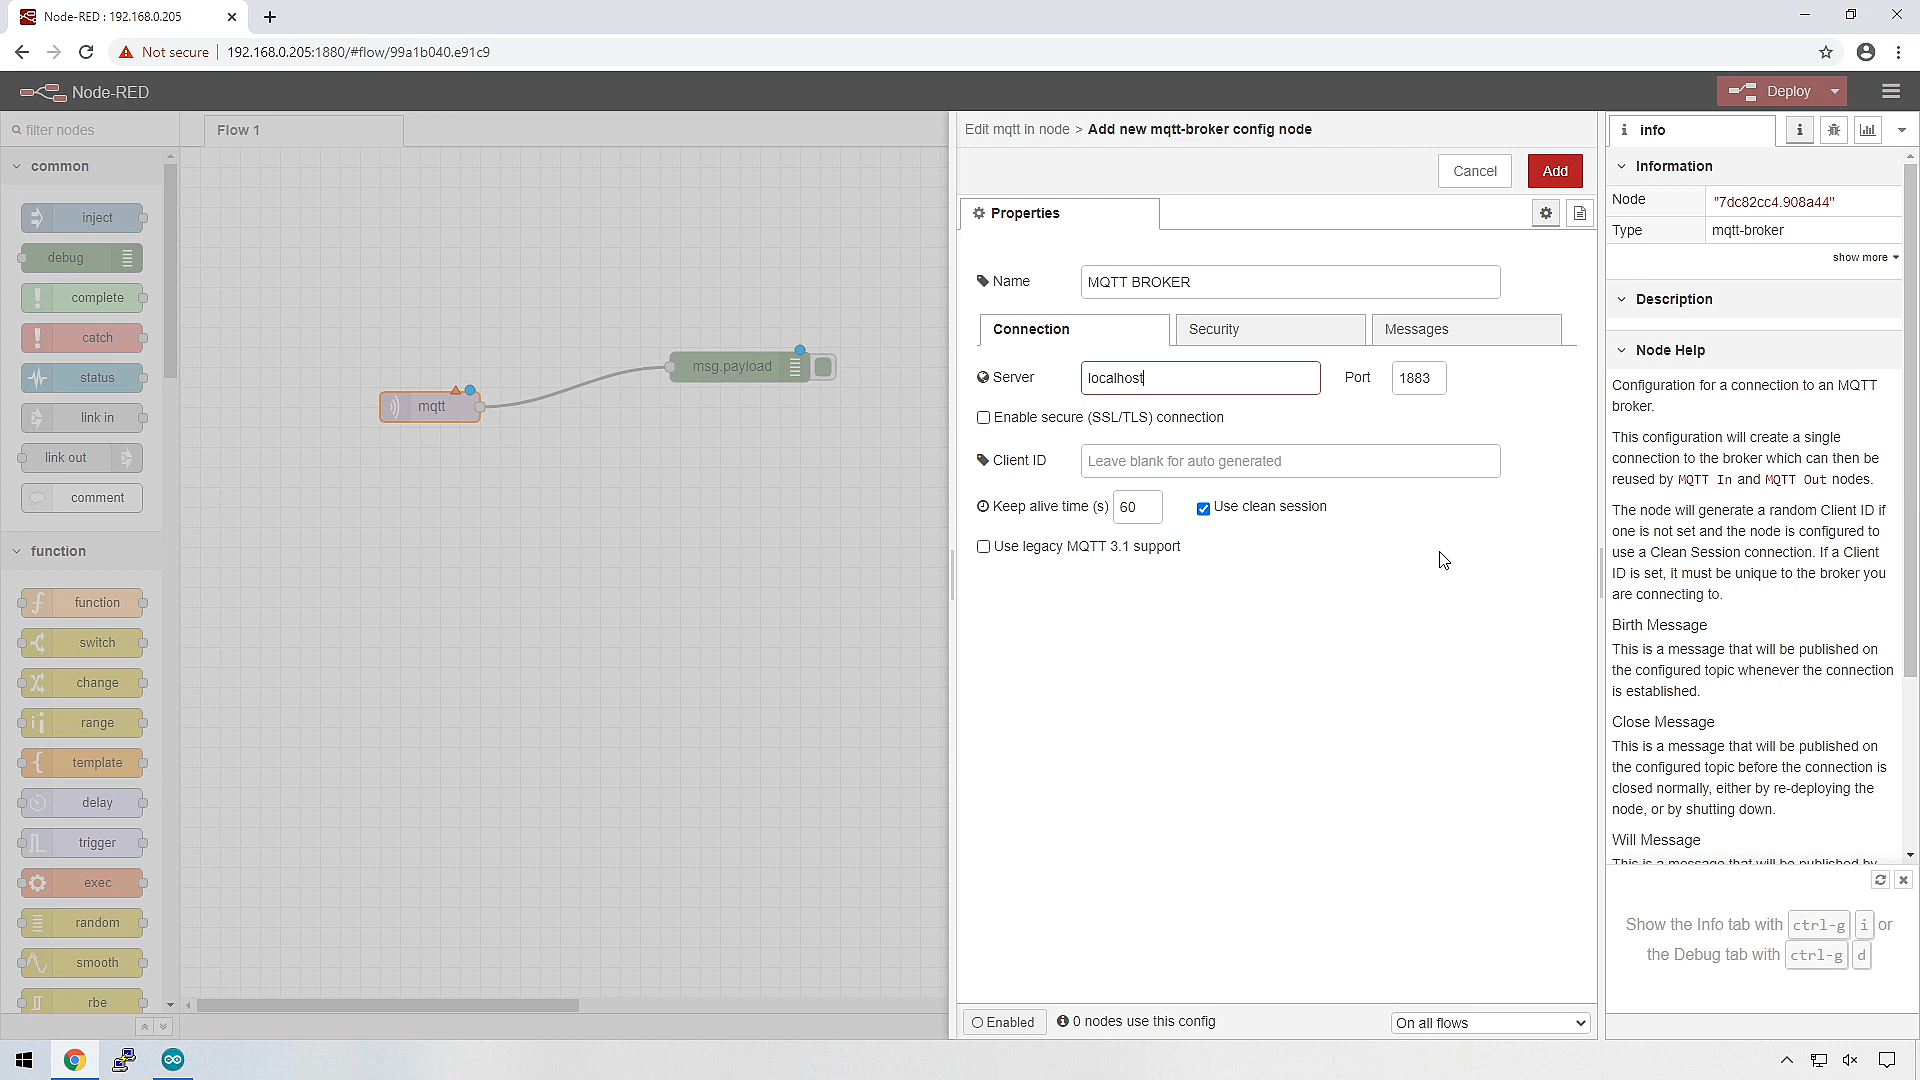 Node-RED : 192.168.0.205
Not secure
192.168.0.205:1880/#flow/99a1b040.e91c9
Node-RED
Deploy
filter nodes
common
inject
debug
complete
catch
status
link in
link out
comment
function
function
switch
change
range
template
delay
trigger
exec
random
smooth
rbe
Flow 1
mqtt
msg.payload
Edit mqtt in node > Add new mqtt-broker config node
Cancel
Add
Properties
Name
MQTT BROKER
Connection
Security
Messages
Server
localhost
Port
1883
Enable secure (SSL/TLS) connection
Client ID
Leave blank for auto generated
Keep alive time (s)
60
Use clean session
Use legacy MQTT 3.1 support
Enabled
0 nodes use this config
On all flows
info
Information
Node
"7dc82cc4.908a44"
Type
mqtt-broker
show more
Description
Node Help
Configuration for a connection to an MQTT
broker.
This configuration will create a single
connection to the broker which can then be
reused by MQTT In and MQTT Out nodes.
The node will generate a random Client ID if
one is not set and the node is configured to
use a Clean Session connection. If a Client
ID is set, it must be unique to the broker you
are connecting to.
Birth Message
This is a message that will be published on
the configured topic whenever the connection
is established.
Close Message
This is a message that will be published on
the configured topic before the connection is
closed normally, either by re-deploying the
node, or by shutting down.
Will Message
This is a message that will be published by
Show the Info tab with ctrl-g i or
the Debug tab with ctrl-g d